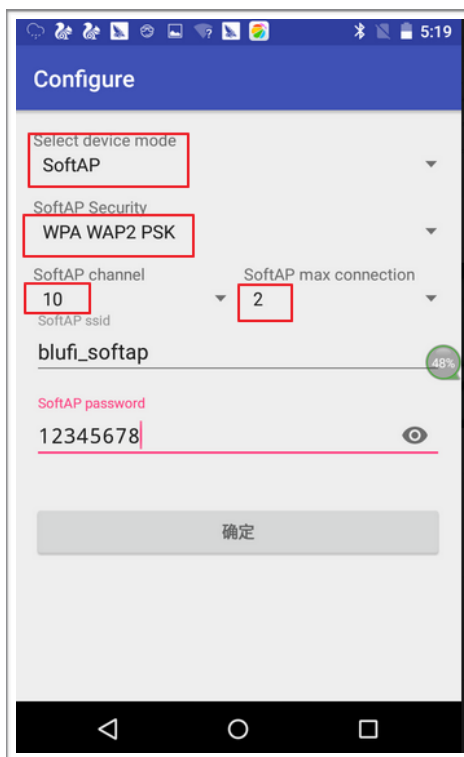 5:19
Configure
Select device mode
SoftAP
SoftAP Security
WPA WAP2 PSK
SoftAP channel SoftAP max connection
10 2
SoftAP ssid
blufi_softap
48%
SoftAP password
12345678
确定